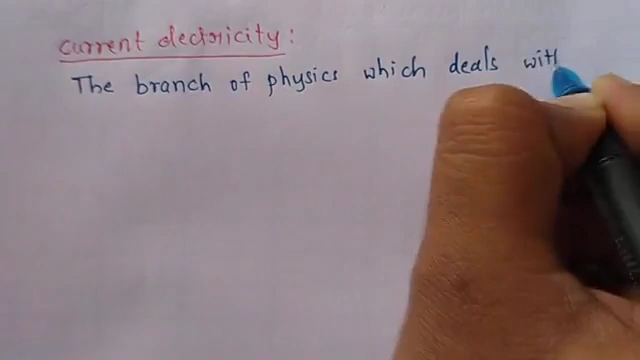 current electricity :
The branch of physics which deals with